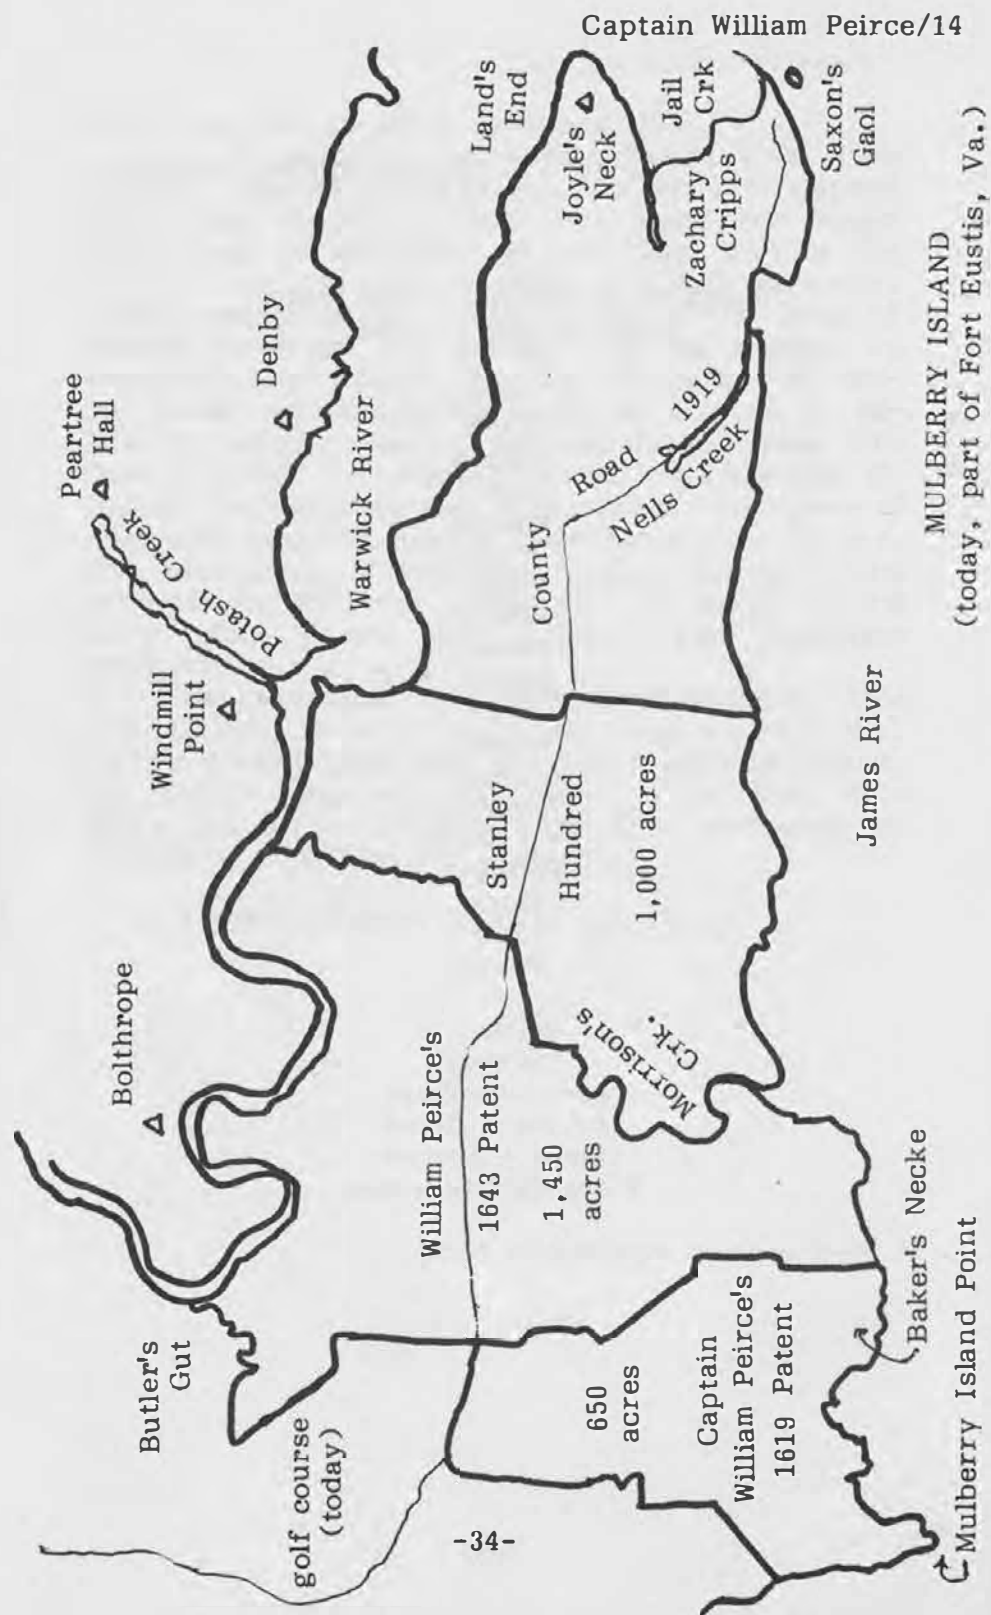 Captain William Peirce/14
Peartree
Hall
Potash Creek
Windmill
Point
Denby
Warwick River
Land's
End
Joyle's
Neck
Jail
Crk
Zachary
Cripps
Saxon's
Gaol
County Road 1919
Nells Creek
Bolthrope
Stanley
Hundred
1,000 acres
Morrison's
Crk.
William Peirce's
1643 Patent
1,450
acres
Butler's
Gut
golf course
(today)
650
acres
Captain
William Peirce's
1619 Patent
Baker's Necke
Mulberry Island Point
James River
MULBERRY ISLAND
(today, part of Fort Eustis, Va.)
-34-